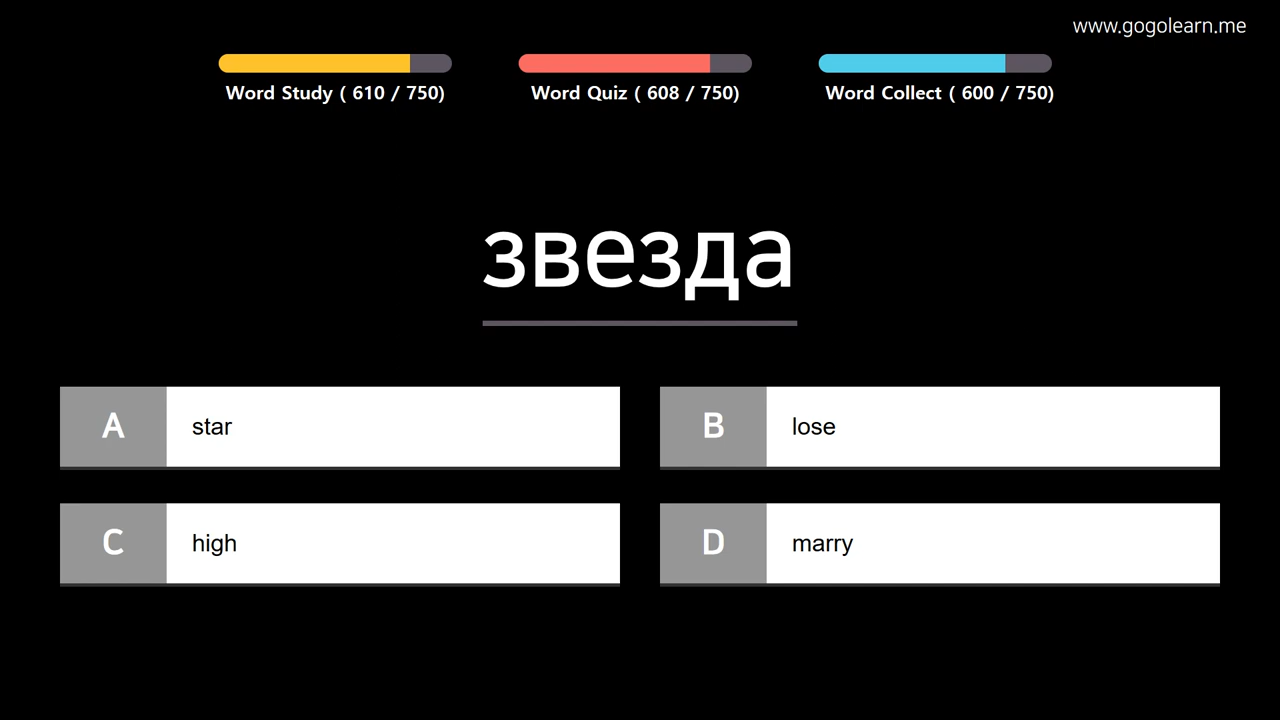 www.gogolearn.me
Word Study ( 610 / 750)
Word Quiz ( 608 / 750)
Word Collect ( 600 / 750)
звезда
A star
B lose
C high
D marry